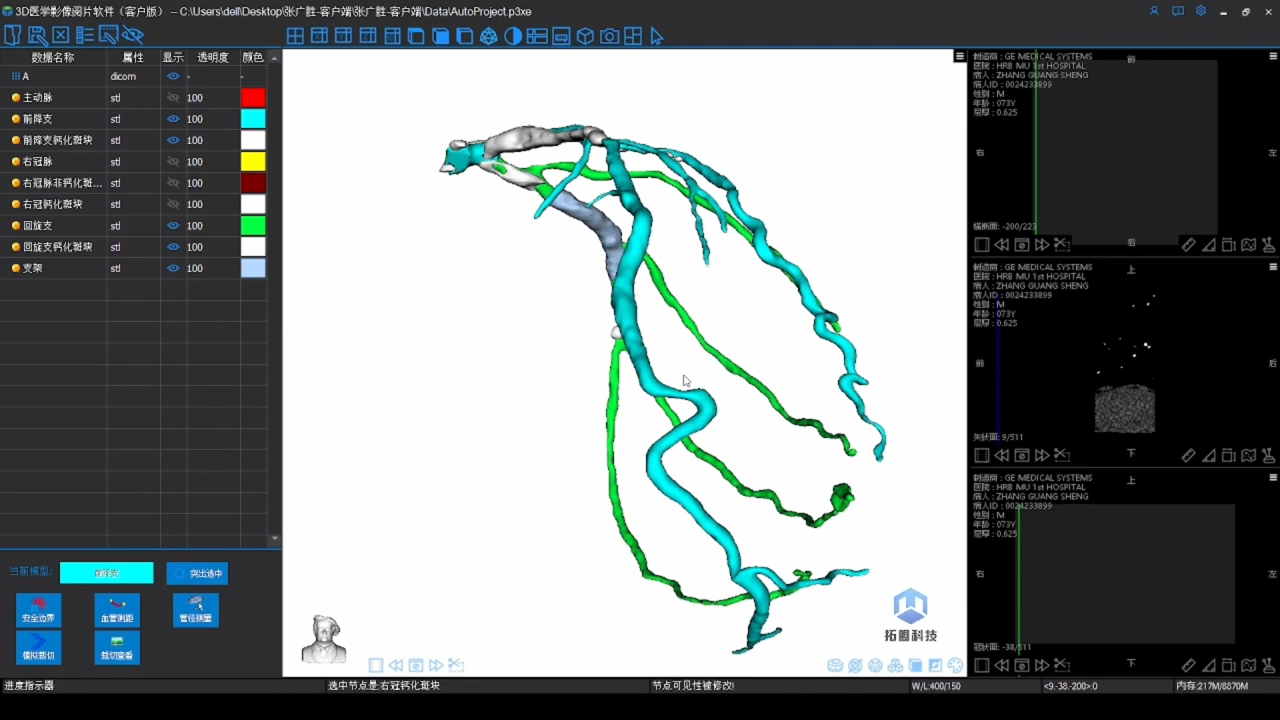 3D医学影像阅片软件（客户版） -- C:\Users\dell\Desktop\张广胜-客户端\张广胜-客户端\Data\AutoProject.p3xe
数据名称 属性 显示 透明度 颜色
A dicom - -
主动脉 stl 100
前降支 stl 100
前降支钙化斑块 stl 100
右冠脉 stl 100
右冠脉非钙化斑... stl 100
右冠钙化斑块 stl 100
回旋支 stl 100
回旋支钙化斑块 stl 100
支架 stl 100
当前模型:
突出选中
安全边界 血管测距 管径测量
模拟裁切 裁切查看
拓盟科技
制造商 : GE MEDICAL SYSTEMS
医院 : HRB MU 1st HOSPITAL
病人 : ZHANG GUANG SHENG
病人ID : 0024233899
性别 : M
年龄 : 073Y
层厚 : 0.625
前
右 左
横断面: -200/223
后
制造商 : GE MEDICAL SYSTEMS
医院 : HRB MU 1st HOSPITAL
病人 : ZHANG GUANG SHENG
病人ID : 0024233899
性别 : M
年龄 : 073Y
层厚 : 0.625
上
前 后
矢状面: 9/511
下
制造商 : GE MEDICAL SYSTEMS
医院 : HRB MU 1st HOSPITAL
病人 : ZHANG GUANG SHENG
病人ID : 0024233899
性别 : M
年龄 : 073Y
层厚 : 0.625
上
右 左
冠状面: -38/511
下
进度指示器 选中节点是:右冠钙化斑块 节点可见性被修改! W/L:400/150 <9.-38.-200>:0 内存:217M/8870M